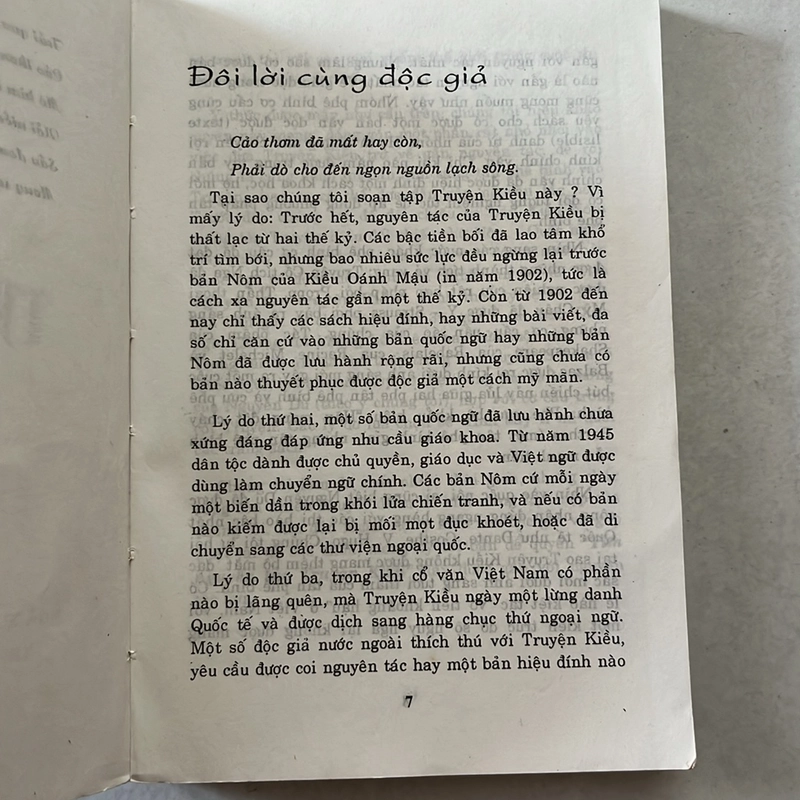 Đôi lời cùng độc giả
Cảo thơm đã mất hay còn,
Phải dò cho đến ngọn nguồn lạch sông.
Tại sao chúng tôi soạn tập Truyện Kiều này ? Vì
mấy lý do: Trước hết, nguyên tác của Truyện Kiều bị
thất lạc từ hai thế kỷ. Các bậc tiền bối đã lao tâm khổ
trí tìm bới, nhưng bao nhiêu sức lực đều ngừng lại trước
bản Nôm của Kiều Oánh Mậu (in năm 1902), tức là
cách xa nguyên tác gần một thế kỷ. Còn từ 1902 đến
nay chỉ thấy các sách hiệu đính, hay những bài viết, đa
số chỉ căn cứ vào những bản quốc ngữ hay những bản
Nôm đã được lưu hành rộng rãi, nhưng cũng chưa có
bản nào thuyết phục được độc giả một cách mỹ mãn.
Lý do thứ hai, một số bản quốc ngữ đã lưu hành chưa
xứng đáng đáp ứng nhu cầu giáo khoa. Từ năm 1945
dân tộc dành được chủ quyền, giáo dục và Việt ngữ được
dùng làm chuyển ngữ chính. Các bản Nôm cứ mỗi ngày
một biến dần trong khói lửa chiến tranh, và nếu có bản
nào kiếm được lại bị mối mọt đục khoét, hoặc đã di
chuyển sang các thư viện ngoại quốc.
Lý do thứ ba, trong khi cổ văn Việt Nam có phần
nào bị lãng quên, mà Truyện Kiều ngày một lừng danh
Quốc tế và được dịch sang hàng chục thứ ngoại ngữ.
Một số độc giả nước ngoài thích thú với Truyện Kiều,
yêu cầu được coi nguyên tác hay một bản hiệu đính nào
7